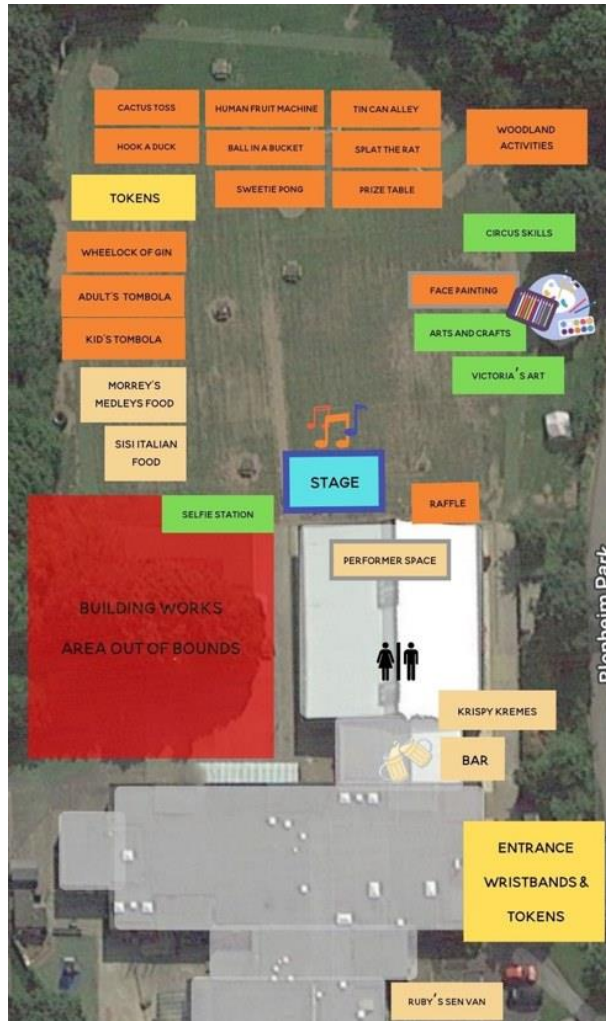 CACTUS TOSS
HUMAN FRUIT MACHINE
TIN CAN ALLEY
WOODLAND
ACTIVITIES
HOOK A DUCK
BALL IN A BUCKET
SPLAT THE RAT
SWEETIE PONG
PRIZE TABLE
TOKENS
CIRCUS SKILLS
WHEELOCK OF GIN
ADULT'S TOMBOLA
FACE PAINTING
KID'S TOMBOLA
ARTS AND CRAFTS
VICTORIA'S ART
MORREY'S
MEDLEYS FOOD
SISI ITALIAN
FOOD
STAGE
RAFFLE
SELFIE STATION
PERFORMER SPACE
BUILDING WORKS
AREA OUT OF BOUNDS
Blenheim Park
KRISPY KREMES
BAR
ENTRANCE
WRISTBANDS &
TOKENS
RUBY'S SEN VAN